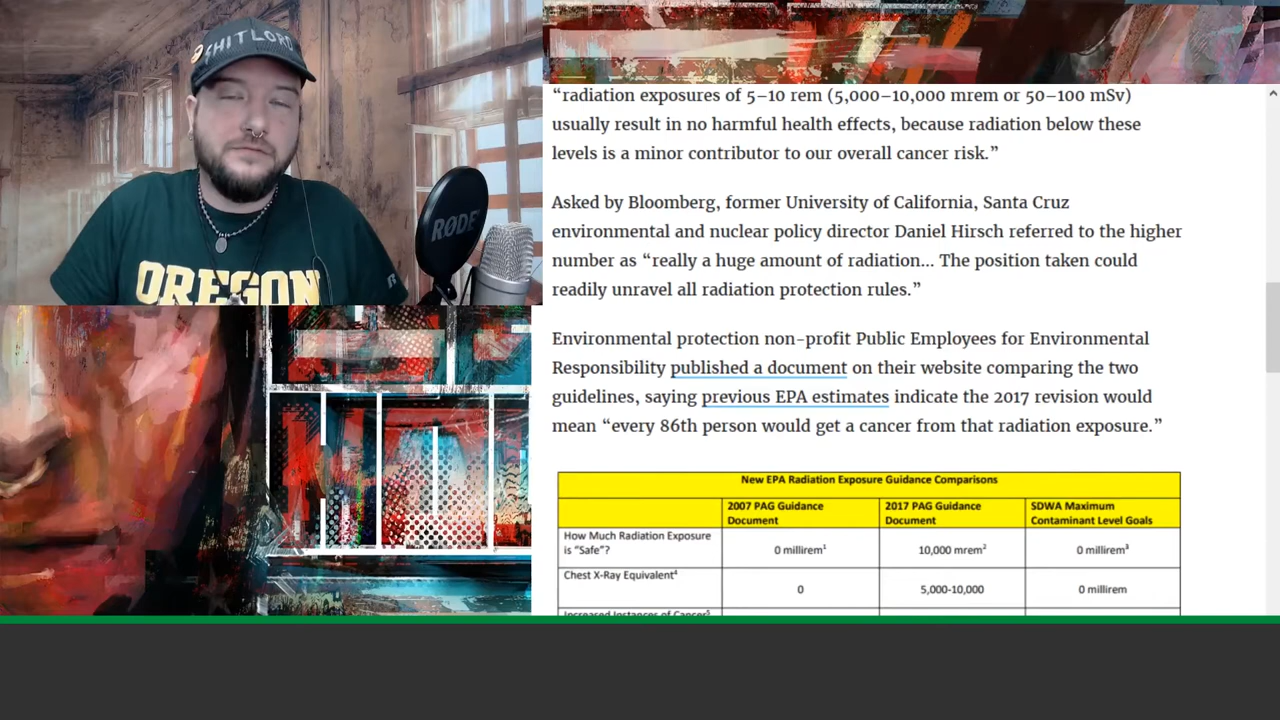 SHITLORD
RØDE
OREGON
“radiation exposures of 5–10 rem (5,000–10,000 mrem or 50–100 mSv)
usually result in no harmful health effects, because radiation below these
levels is a minor contributor to our overall cancer risk.”
Asked by Bloomberg, former University of California, Santa Cruz
environmental and nuclear policy director Daniel Hirsch referred to the higher
number as “really a huge amount of radiation… The position taken could
readily unravel all radiation protection rules.”
Environmental protection non-profit Public Employees for Environmental
Responsibility published a document on their website comparing the two
guidelines, saying previous EPA estimates indicate the 2017 revision would
mean “every 86th person would get a cancer from that radiation exposure.”
New EPA Radiation Exposure Guidance Comparisons
2007 PAG Guidance Document
2017 PAG Guidance Document
SDWA Maximum Contaminant Level Goals
How Much Radiation Exposure is “Safe”?
0 millirem¹
10,000 mrem²
0 millirem³
Chest X-Ray Equivalent⁴
0
5,000-10,000
0 millirem
Increased Instances of Cancer⁵